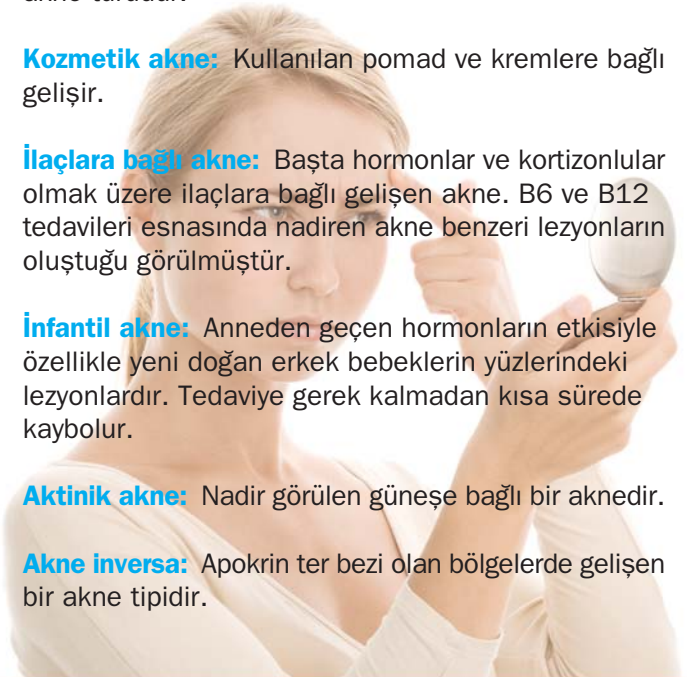 Kozmetik akne: Kullanılan pomad ve kremlere bağlı
gelişir.
İlaçlara bağlı akne: Başta hormonlar ve kortizonlular
olmak üzere ilaçlara bağlı gelişen akne. B6 ve B12
tedavileri esnasında nadiren akne benzeri lezyonların
oluştuğu görülmüştür.
İnfantil akne: Anneden geçen hormonların etkisiyle
özellikle yeni doğan erkek bebeklerin yüzlerindeki
lezyonlardır. Tedaviye gerek kalmadan kısa sürede
kaybolur.
Aktinik akne: Nadir görülen güneşe bağlı bir aknedir.
Akne inversa: Apokrin ter bezi olan bölgelerde gelişen
bir akne tipidir.